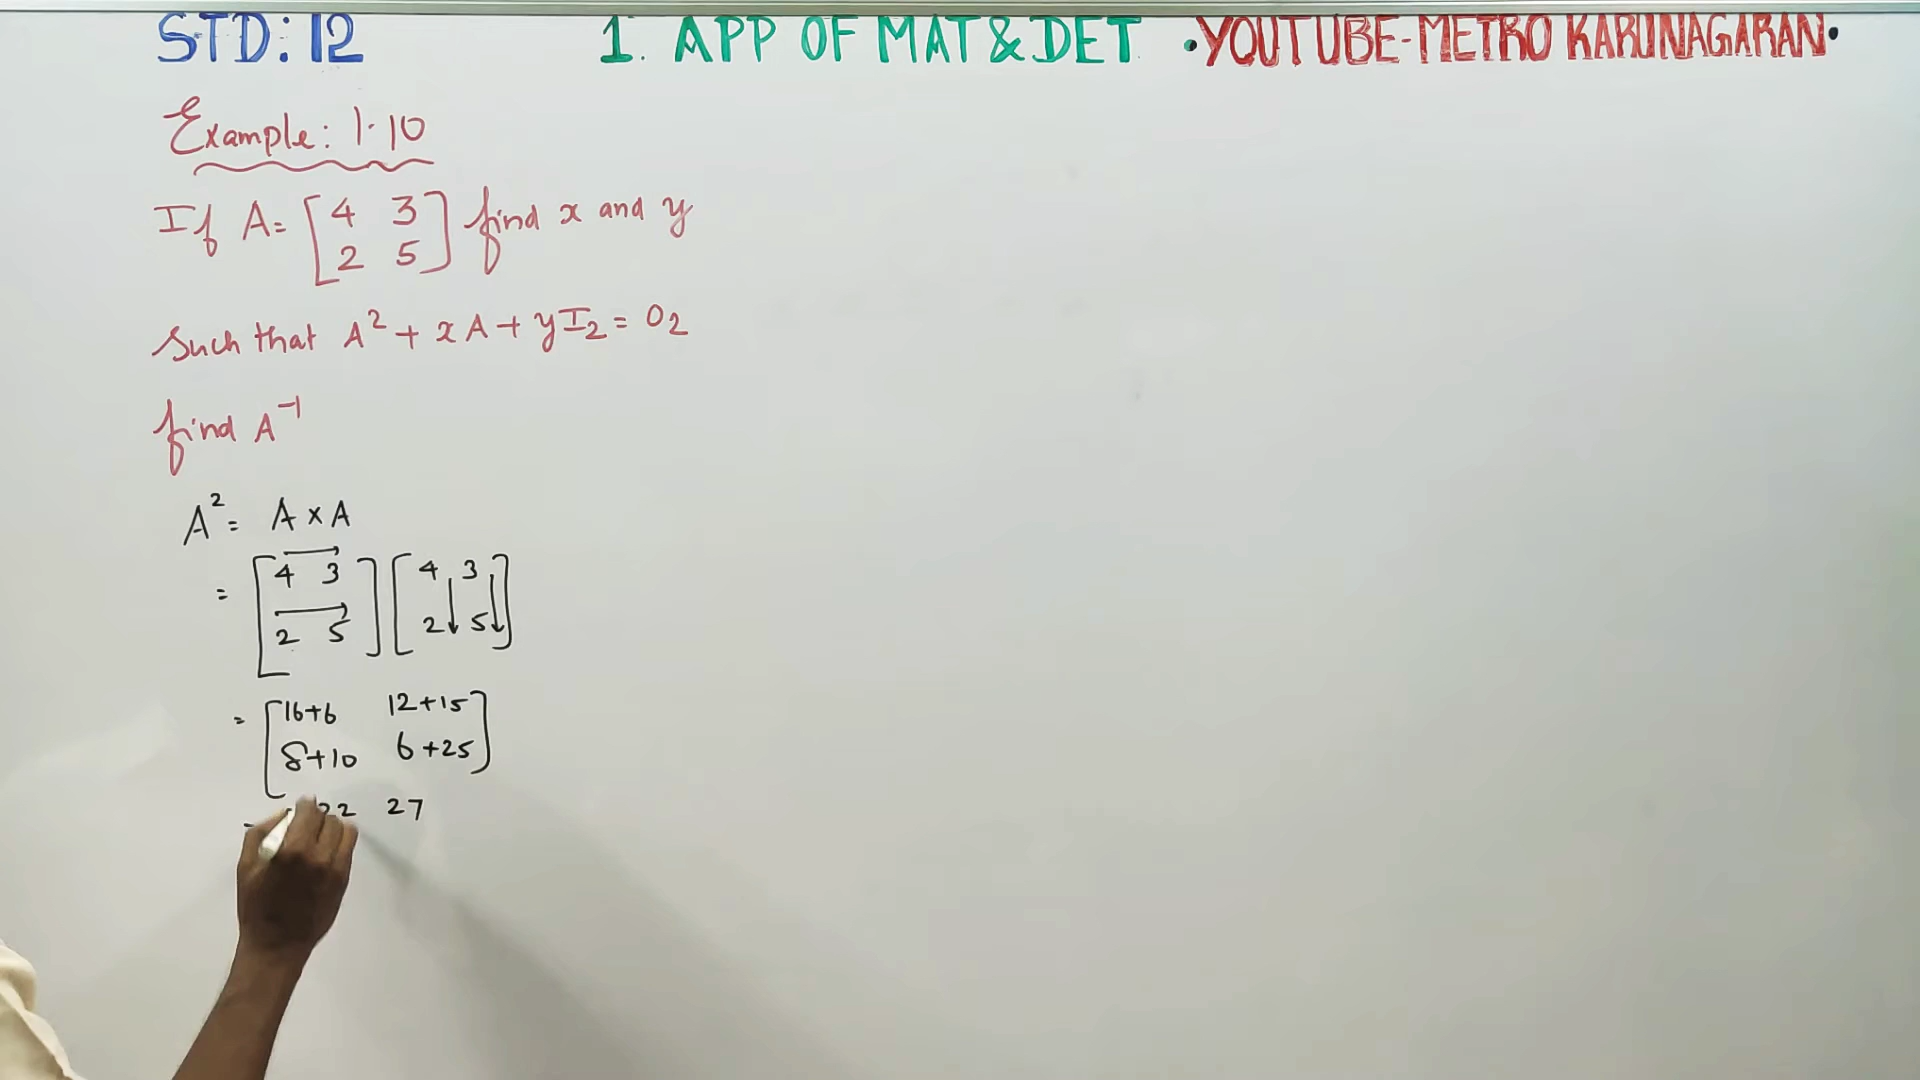 STD: 12 1. APP OF MAT & DET •YOUTUBE-METRO KARUNAGARAN•
Example: 1.10
If A = [4 3
2 5] find x and y
Such that A² + xA + yI₂ = O₂
find A⁻¹
A² = A × A
= [4 3] [4 3]
[2 5] [2 5]
= [16+6 12+15
8+10 6+25]
27